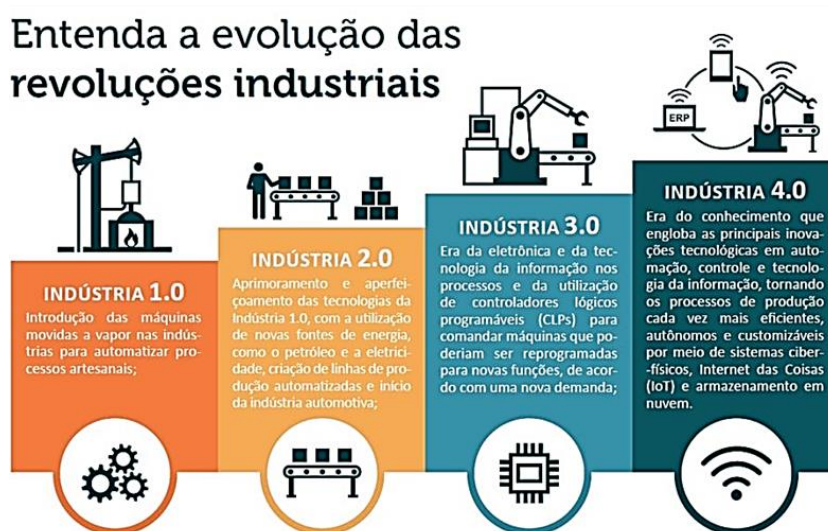 Entenda a evolução das
revoluções industriais
ERP
INDÚSTRIA 1.0
Introdução das máquinas
movidas a vapor nas indús-
trias para automatizar pro-
cessos artesanais;
INDÚSTRIA 2.0
Aprimoramento e aperfei-
çoamento das tecnologias da
Indústria 1.0, com a utilização
de novas fontes de energia,
como o petróleo e a eletrici-
dade, criação de linhas de pro-
dução automatizadas e início
da indústria automotiva;
INDÚSTRIA 3.0
Era da eletrônica e da tec-
nologia da informação nos
processos e da utilização
de controladores lógicos
programáveis (CLPs) para
comandar máquinas que po-
deriam ser reprogramadas
para novas funções, de acor-
do com uma nova demanda;
INDÚSTRIA 4.0
Era do conhecimento que
engloba as principais inova-
ções tecnológicas em auto-
mação, controle e tecnolo-
gia da informação, tornando
os processos de produção
cada vez mais eficientes,
autônomos e customizáveis
por meio de sistemas ciber-
-físicos, Internet das Coisas
(IoT) e armazenamento em
nuvem.